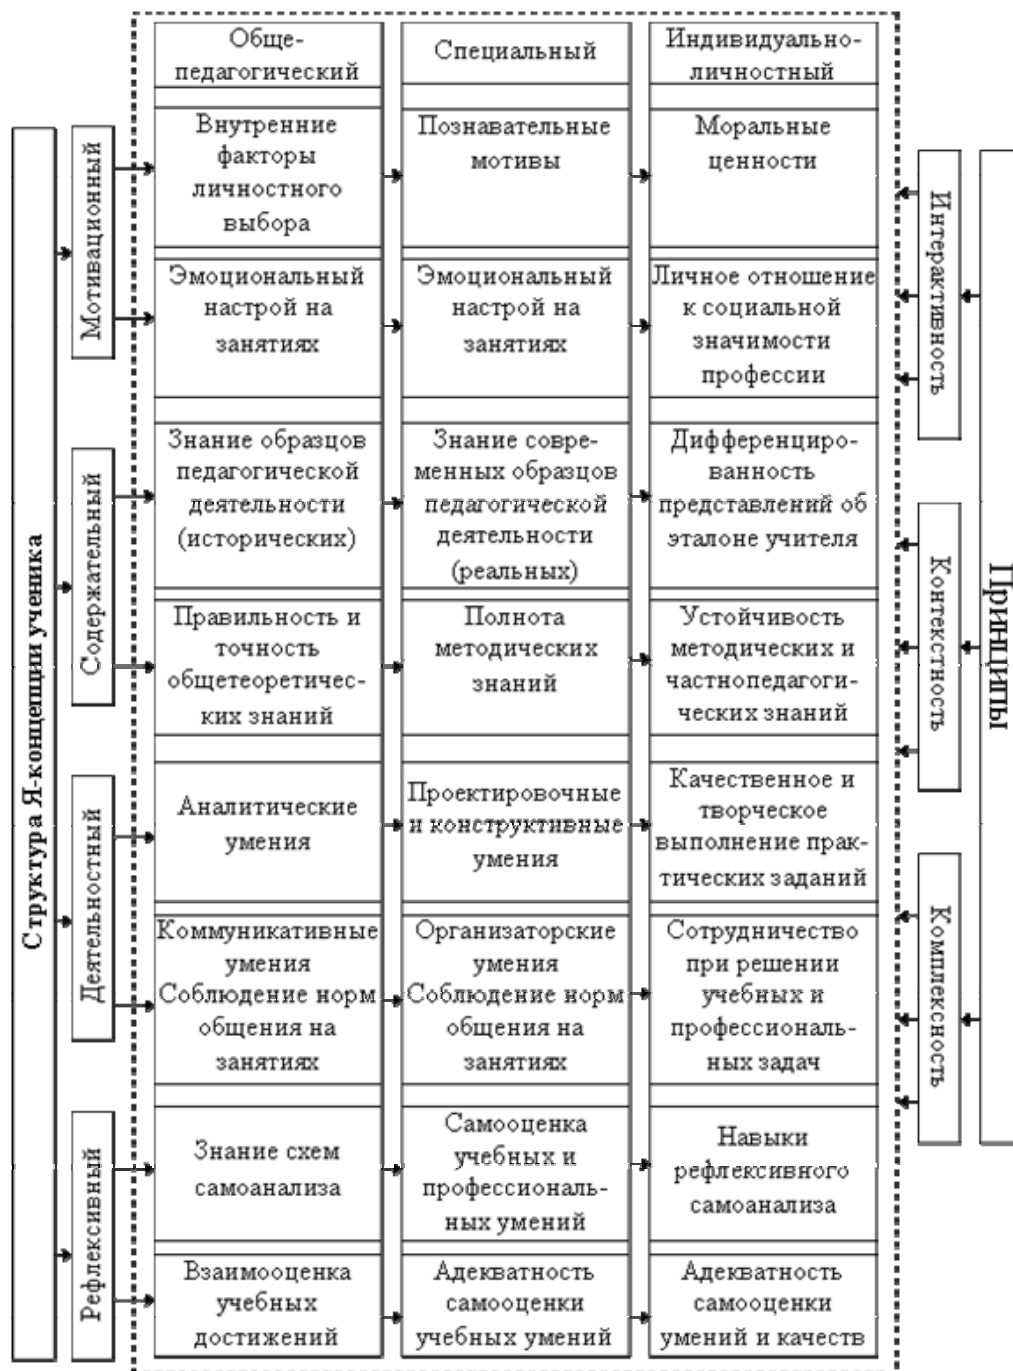 Обще-
педагогический
Специальный
Индивидуально-
личностный
Структура Я-концепции ученика
Мотивационный
Внутренние
факторы
личностного
выбора
Познавательные
мотивы
Моральные
ценности
Эмоциональный
настрой на
занятиях
Эмоциональный
настрой на
занятиях
Личное отношение
к социальной
значимости
профессии
Содержательный
Знание образцов
педагогической
деятельности
(исторических)
Знание совре-
менных образцов
педагогической
деятельности
(реальных)
Дифференциро-
ванность
представлений об
эталоне учителя
Правильность и
точность
общетеоретичес-
ких знаний
Полнота
методических
знаний
Устойчивость
методических и
частнопедагоги-
ческих знаний
Деятельностный
Аналитические
умения
Проектировочные
и конструктивные
умения
Качественное и
творческое
выполнение прак-
тических заданий
Коммуникативные
умения
Соблюдение норм
общения на
занятиях
Организаторские
умения
Соблюдение норм
общения на
занятиях
Сотрудничество
при решении
учебных и
профессиональ-
ных задач
Рефлексивный
Знание схем
самоанализа
Самооценка
учебных и
профессиональ-
ных умений
Навыки
рефлексивного
самоанализа
Взаимооценка
учебных
достижений
Адекватность
самооценки
учебных умений
Адекватность
самооценки
умений и качеств
Интерактивность
Контекстность
Комплексность
Принципы